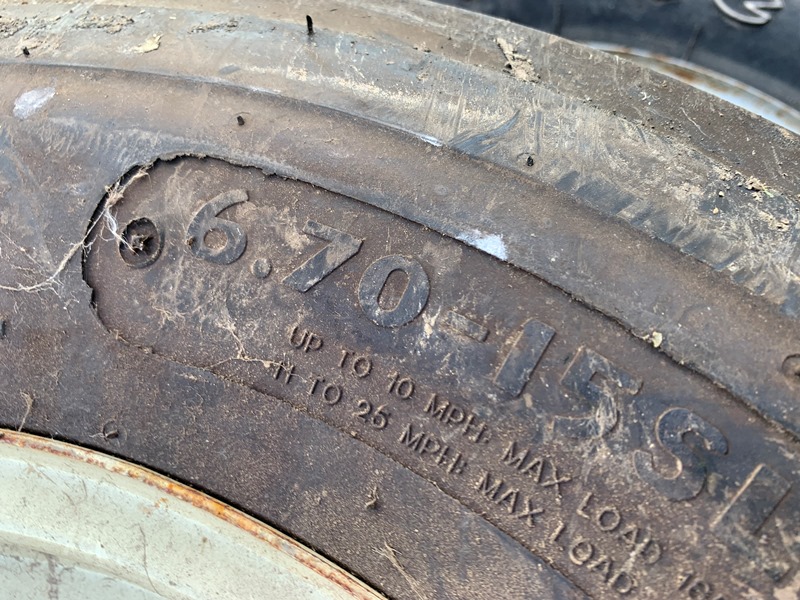 6.70-15SL
UP TO 10 MPH: MAX LOAD
11 TO 25 MPH: MAX LOAD